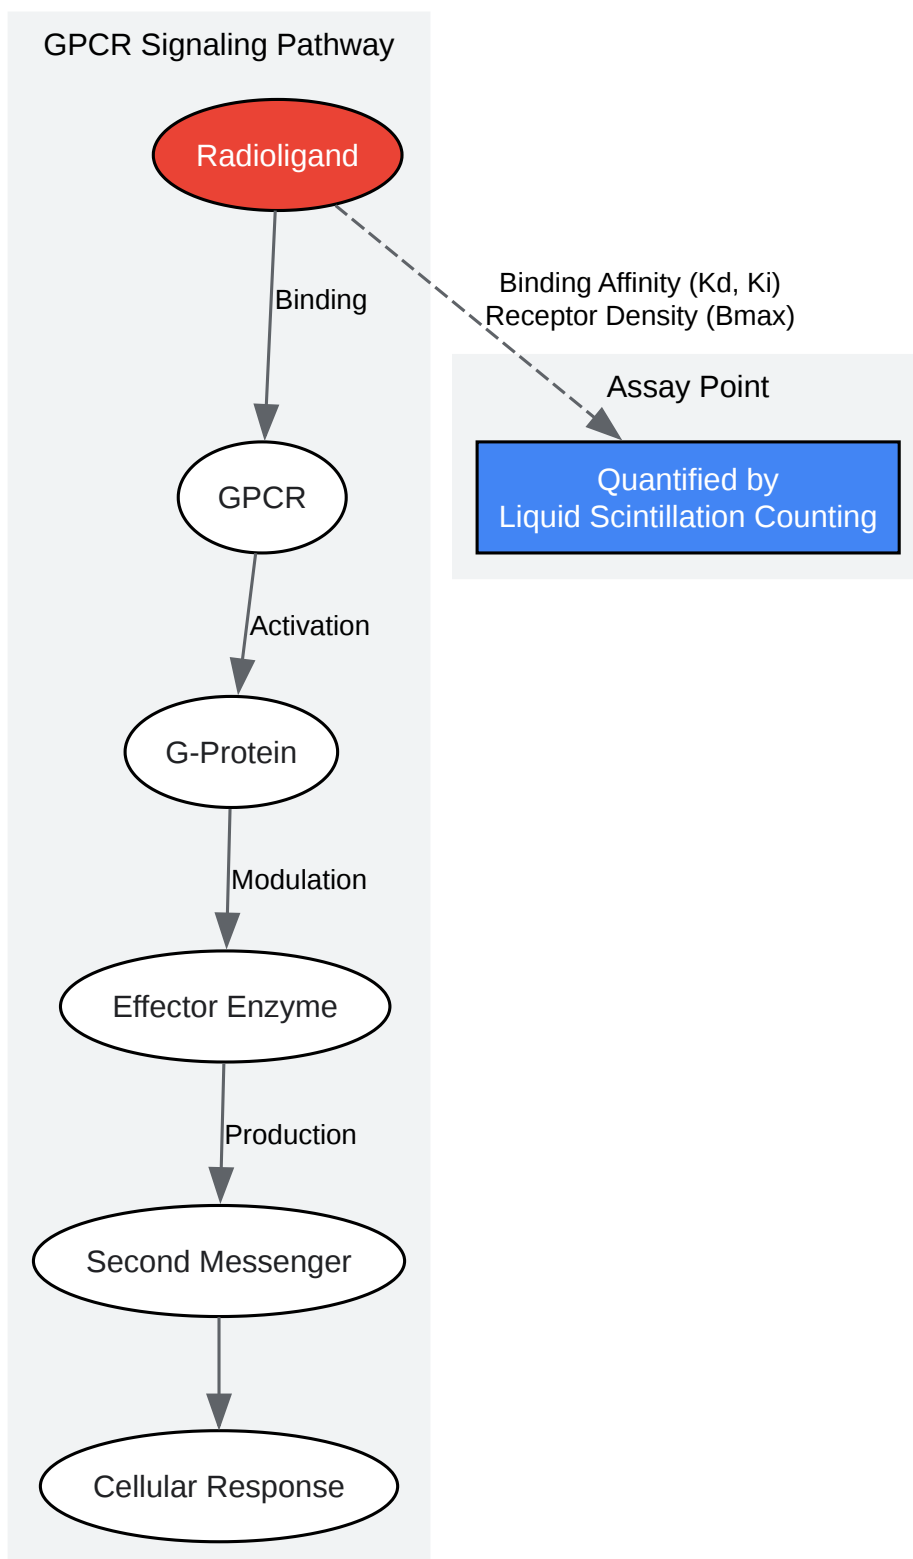 GPCR Signaling Pathway
Radioligand
Binding
Binding Affinity (Kd, Ki)
Receptor Density (Bmax)
Assay Point
GPCR
Quantified by
Liquid Scintillation Counting
Activation
G-Protein
Modulation
Effector Enzyme
Production
Second Messenger
Cellular Response